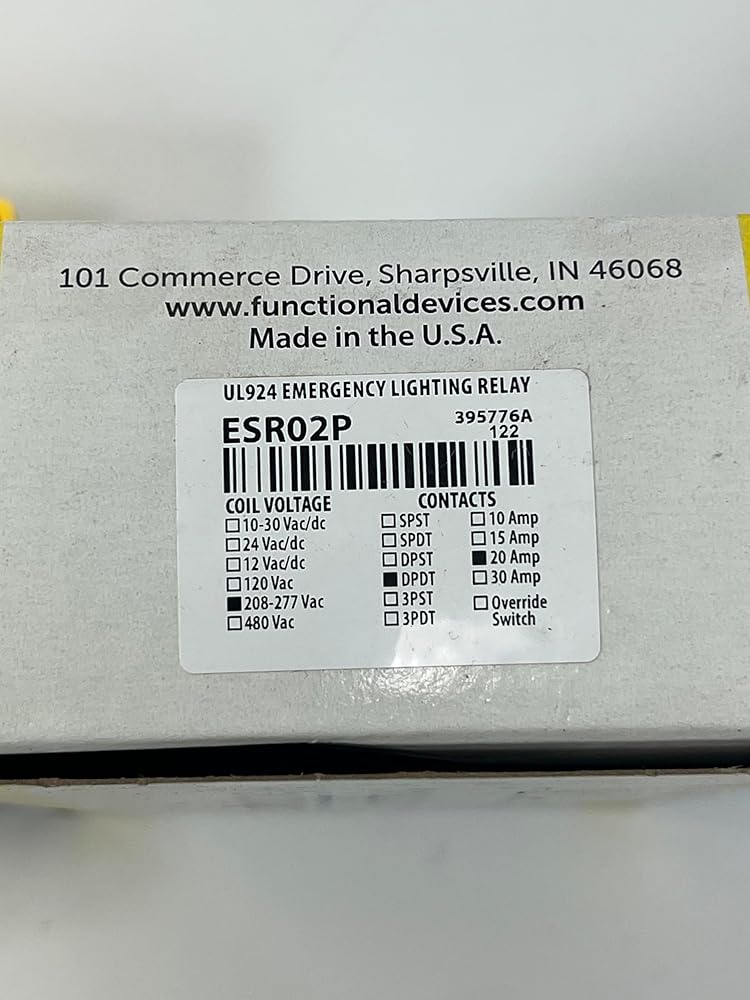 101 Commerce Drive, Sharpsville, IN 46068
www.functionaldevices.com
Made in the U.S.A.
UL924 EMERGENCY LIGHTING RELAY
ESR02P
395776A
122
COIL VOLTAGE
□ 10-30 Vac/dc
□ 24 Vac/dc
□ 12 Vac/dc
□ 120 Vac
■ 208-277 Vac
□ 480 Vac
CONTACTS
□ SPST
□ SPDT
□ DPST
■ DPDT
□ 3PST
□ 3PDT
□ 10 Amp
□ 15 Amp
■ 20 Amp
□ 30 Amp
□ Override
Switch